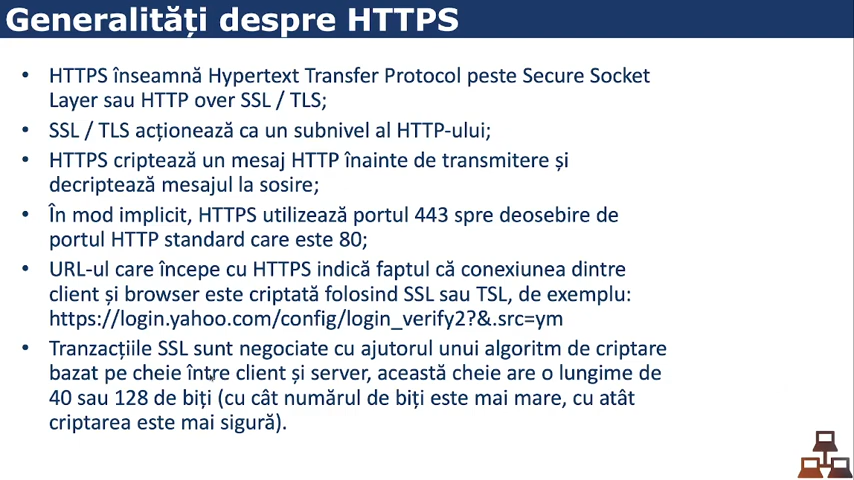 Generalități despre HTTPS
• HTTPS înseamnă Hypertext Transfer Protocol peste Secure Socket
Layer sau HTTP over SSL / TLS;
• SSL / TLS acționează ca un subnivel al HTTP-ului;
• HTTPS criptează un mesaj HTTP înainte de transmitere și
decriptează mesajul la sosire;
• În mod implicit, HTTPS utilizează portul 443 spre deosebire de
portul HTTP standard care este 80;
• URL-ul care începe cu HTTPS indică faptul că conexiunea dintre
client și browser este criptată folosind SSL sau TSL, de exemplu:
https://login.yahoo.com/config/login_verify2?&.src=ym
• Tranzacțiile SSL sunt negociate cu ajutorul unui algoritm de criptare
bazat pe cheie între client și server, această cheie are o lungime de
40 sau 128 de biți (cu cât numărul de biți este mai mare, cu atât
criptarea este mai sigură).